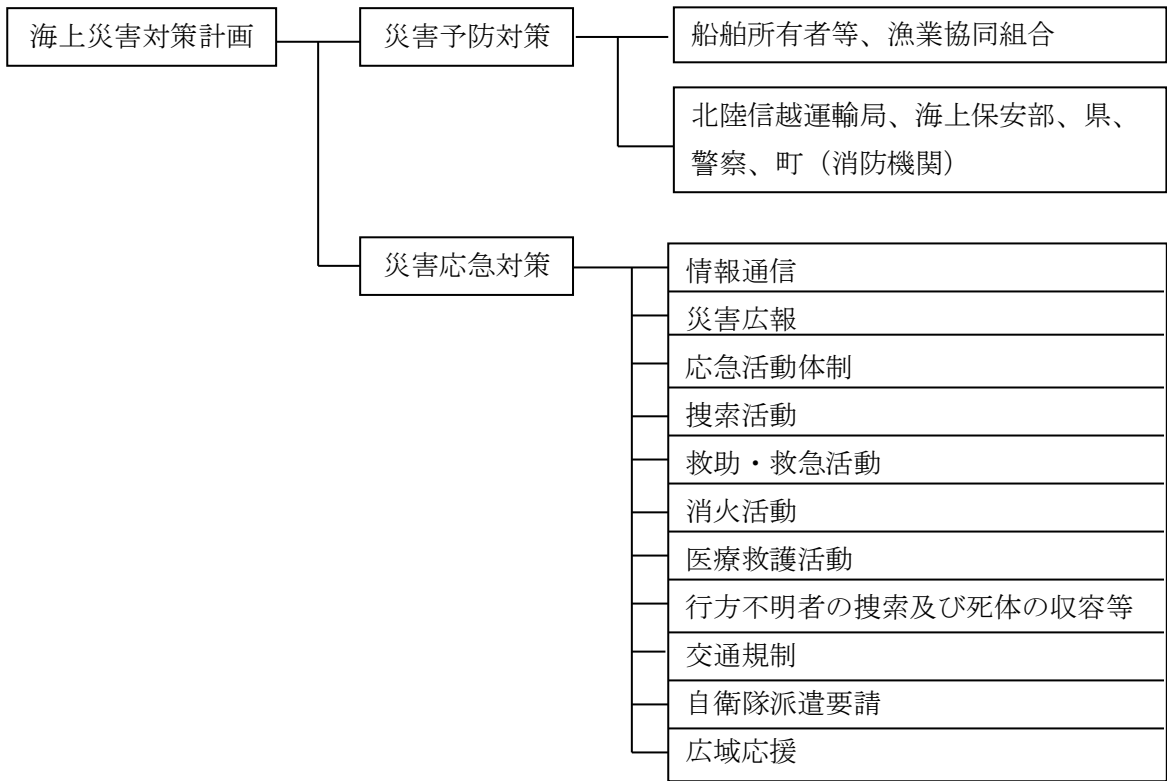 海上災害対策計画
災害予防対策
船舶所有者等、漁業協同組合
北陸信越運輸局、海上保安部、県、
警察、町（消防機関）
災害応急対策
情報通信
災害広報
応急活動体制
捜索活動
救助・救急活動
消火活動
医療救護活動
行方不明者の捜索及び死体の収容等
交通規制
自衛隊派遣要請
広域応援